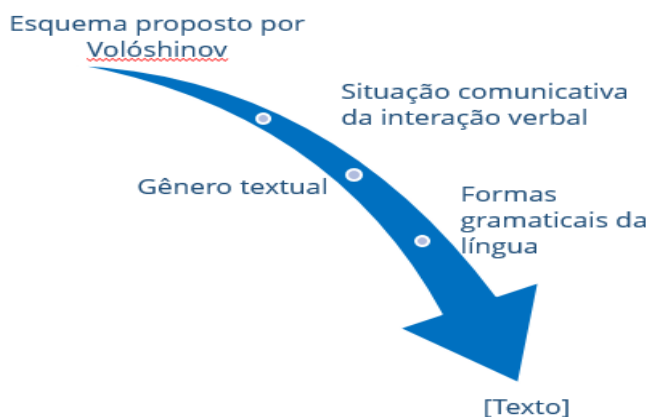 Esquema proposto por
Volóshinov
Situação comunicativa
da interação verbal
Gênero textual
Formas
gramaticais da
língua
[Texto]